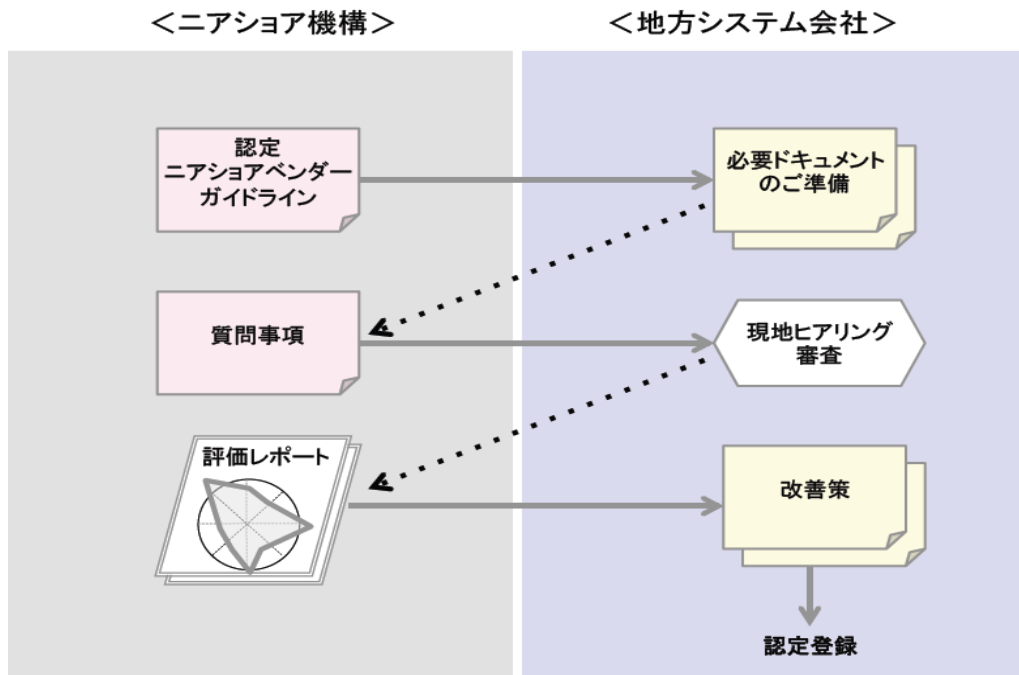 ＜ニアショア機構＞
＜地方システム会社＞
認定
ニアショアベンダー
ガイドライン
必要ドキュメント
のご準備
質問事項
現地ヒアリング
審査
評価レポート
改善策
認定登録